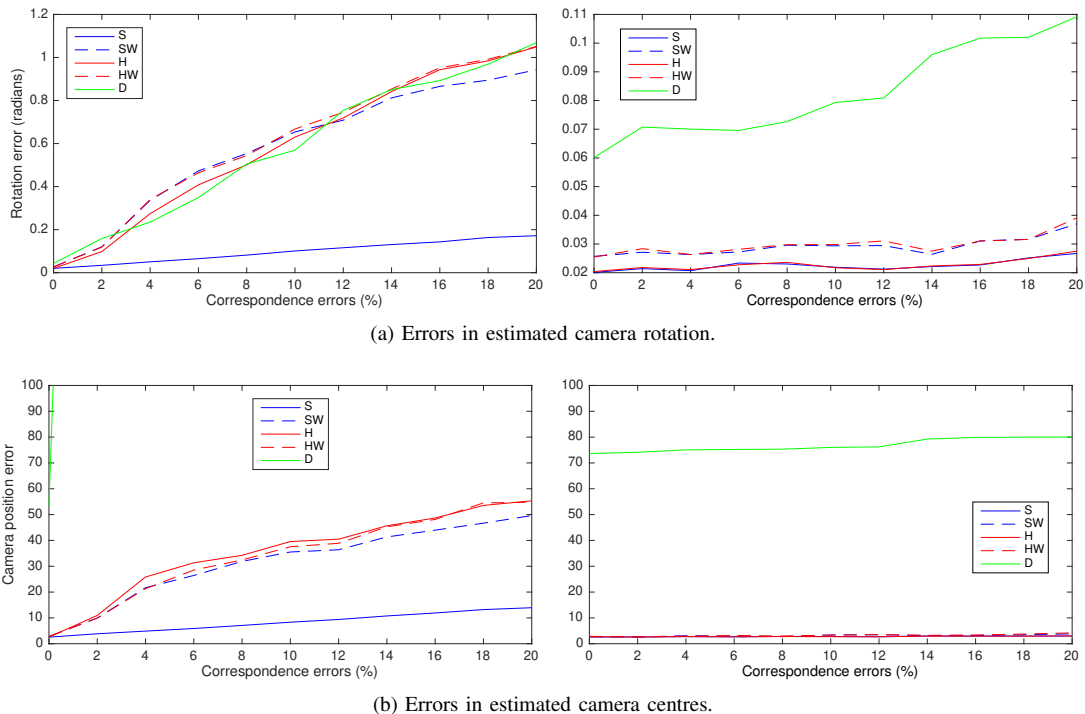 1.2
1
0.8
0.6
0.4
0.2
0
Rotation error (radians)
S
SW
H
HW
D
0 2 4 6 8 10 12 14 16 18 20
Correspondence errors (%)
0.11
0.1
0.09
0.08
0.07
0.06
0.05
0.04
0.03
0.02
S
SW
H
HW
D
0 2 4 6 8 10 12 14 16 18 20
Correspondence errors (%)
(a) Errors in estimated camera rotation.
100
90
80
70
60
50
40
30
20
10
0
Camera position error
S
SW
H
HW
D
0 2 4 6 8 10 12 14 16 18 20
Correspondence errors (%)
100
90
80
70
60
50
40
30
20
10
0
S
SW
H
HW
D
0 2 4 6 8 10 12 14 16 18 20
Correspondence errors (%)
(b) Errors in estimated camera centres.